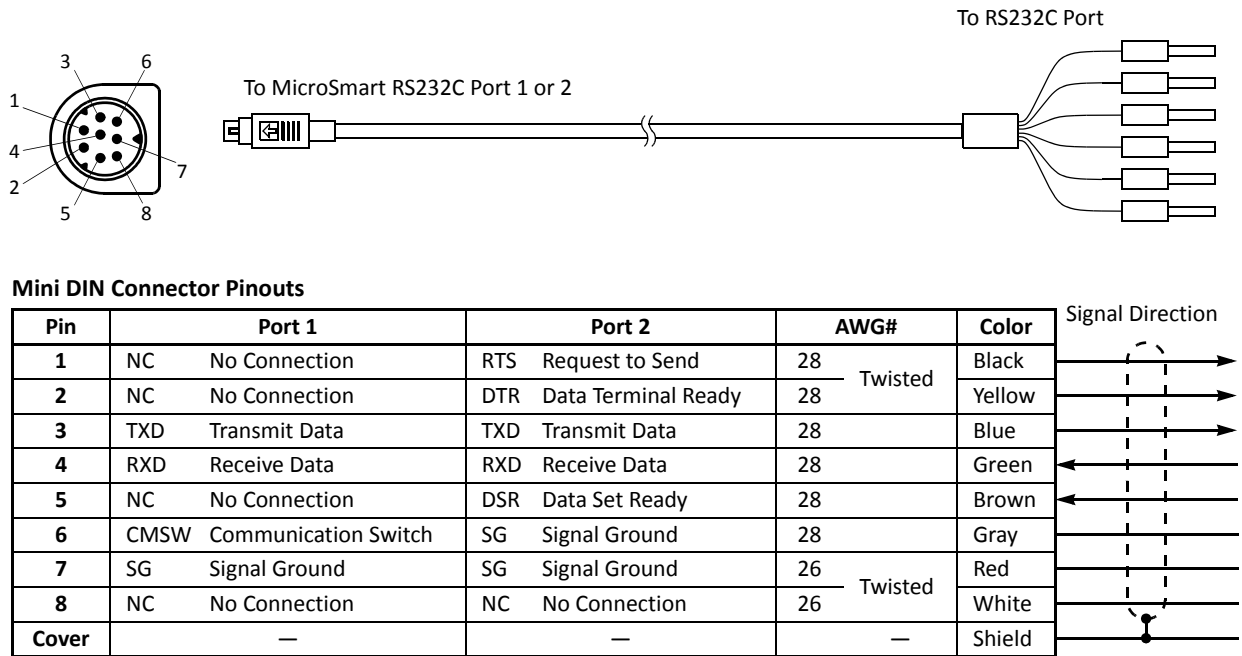 To RS232C Port
3 6
To MicroSmart RS232C Port 1 or 2
1
4
7
2
5 8
Mini DIN Connector Pinouts
Signal Direction
Pin Port 1 Port 2 AWG# Color
1 NC No Connection RTS Request to Send 28 Twisted Black
2 NC No Connection DTR Data Terminal Ready 28 Yellow
3 TXD Transmit Data TXD Transmit Data 28 Blue
4 RXD Receive Data RXD Receive Data 28 Green
5 NC No Connection DSR Data Set Ready 28 Brown
6 CMSW Communication Switch SG Signal Ground 28 Gray
7 SG Signal Ground SG Signal Ground 26 Twisted Red
8 NC No Connection NC No Connection 26 White
Cover — — — Shield